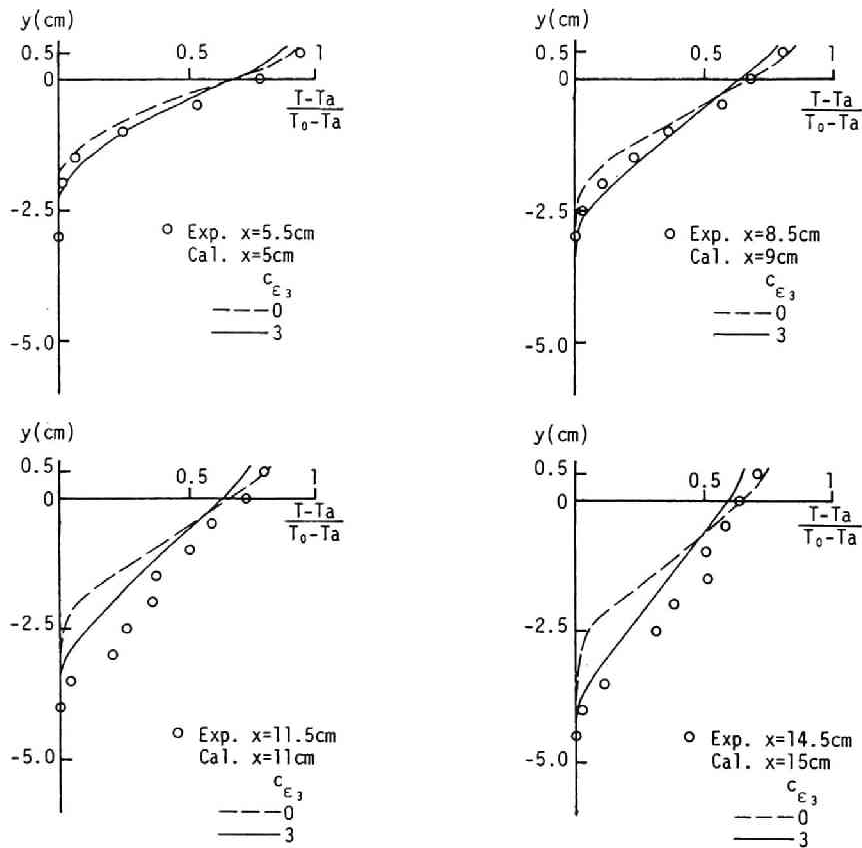 y(cm)
0.5
0
-2.5
-5.0
0.5
1
T-Ta
T₀-Ta
Exp. x=5.5cm
Cal. x=5cm
cε₃
0
3
y(cm)
0.5
0
-2.5
-5.0
0.5
1
T-Ta
T₀-Ta
Exp. x=8.5cm
Cal. x=9cm
cε₃
0
3
y(cm)
0.5
0
-2.5
-5.0
0.5
1
T-Ta
T₀-Ta
Exp. x=11.5cm
Cal. x=11cm
cε₃
0
3
y(cm)
0.5
0
-2.5
-5.0
0.5
1
T-Ta
T₀-Ta
Exp. x=14.5cm
Cal. x=15cm
cε₃
0
3